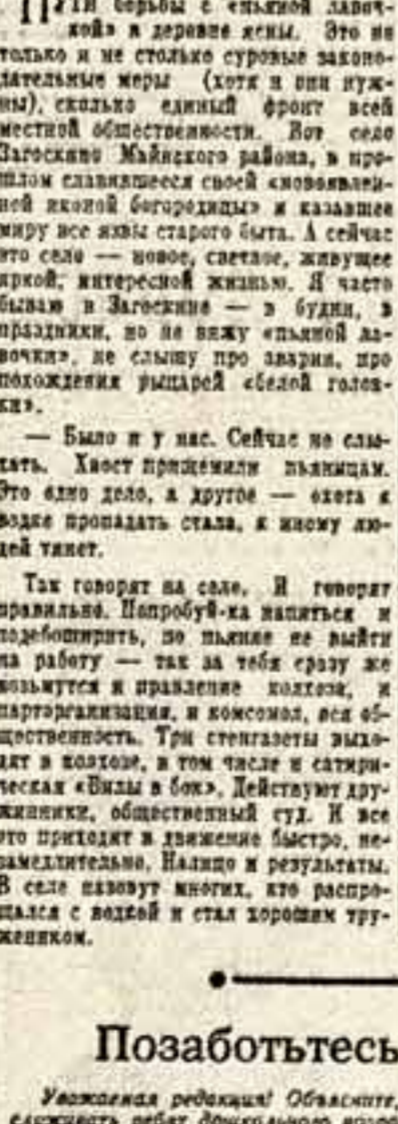 ПУТИ борьбы с «пьяной лавоч-
кой» в деревне ясны. Это не
только и не столько суровые законо-
дательные меры (хотя и они нуж-
ны), сколько единый фронт всей
местной общественности. Вот село
Загоскино Майнского района, в про-
шлом славившееся своей «новоявлен-
ной иконой богородицы» и казавшее
миру все язвы старого быта. А сейчас
это село — новое, светлое, живущее
яркой, интересной жизнью. Я часто
бываю в Загоскине — в будни, в
праздники, но не вижу «пьяной ла-
вочки», не слышу про аварии, про
похождения рыцарей «белой голов-
ки».
— Было и у нас. Сейчас не слы-
хать. Хвост прищемили пьяницам.
Это одно дело, а другое — охота к
водке пропадать стала, к иному лю-
дей тянет.
Так говорят на селе. И говорят
правильно. Попробуй-ка напиться и
подебоширить, по пьянке не выйти
на работу — так за тебя сразу же
возьмутся и правление колхоза, и
парторганизация, и комсомол, вся об-
щественность. Три стенгазеты выхо-
дят в колхозе, в том числе и сатири-
ческая «Вилы в бок». Действуют дру-
жинники, общественный суд. И все
это приходит в движение быстро, не-
замедлительно. Налицо и результаты.
В селе назовут многих, кто распро-
щался с водкой и стал хорошим тру-
жеником.
Позаботьтесь
Уважаемая редакция! Объясните,
ребят дошкольного